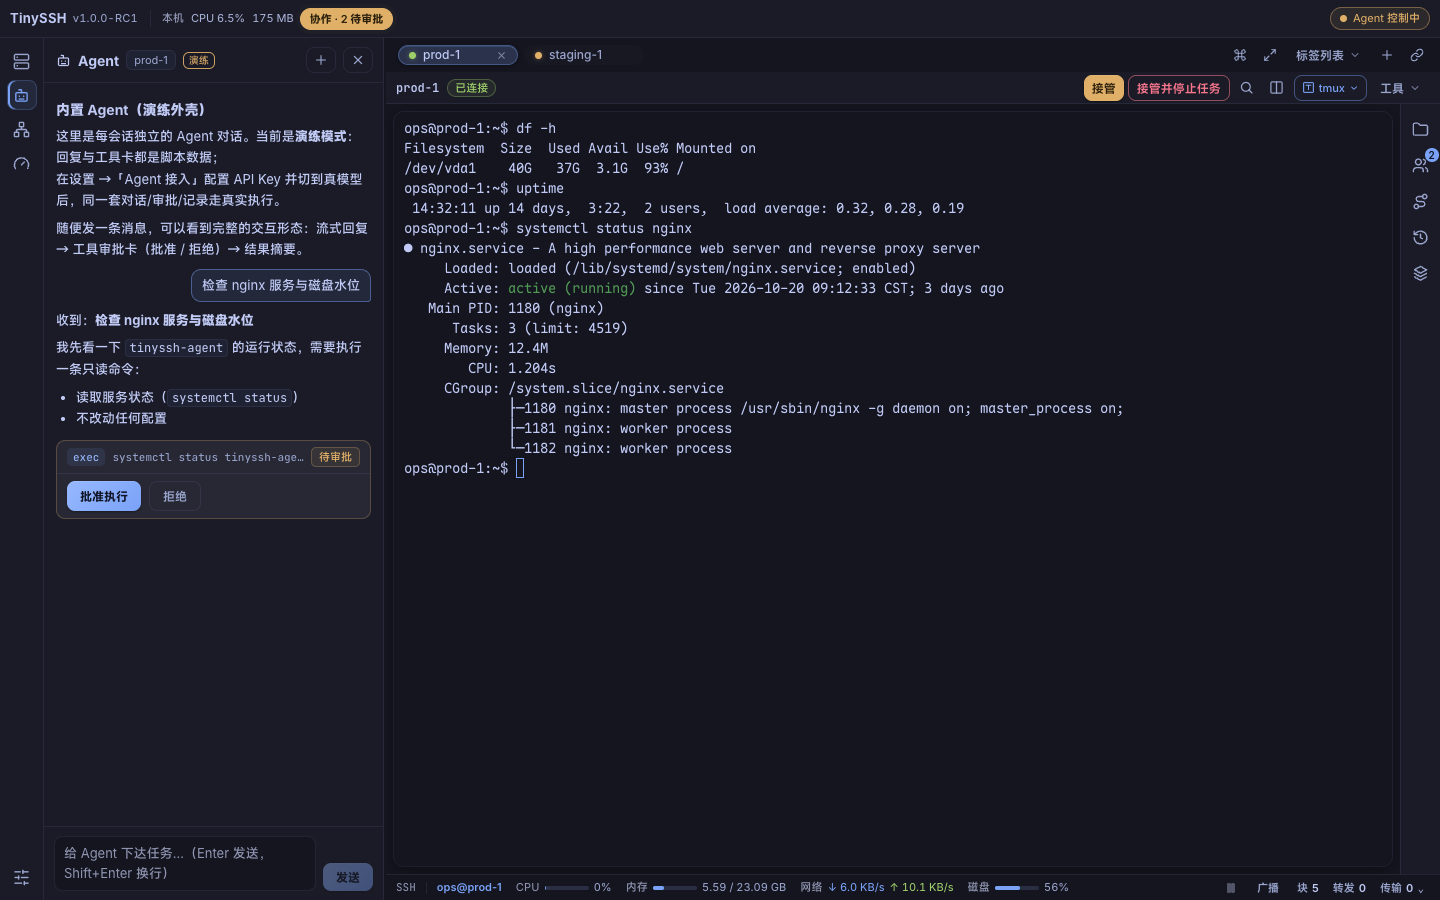 TinySSH v1.0.0-RC1 本机 CPU 6.5% 175 MB 协作 · 2 待审批 Agent 控制中
Agent prod-1 演练
内置 Agent（演练外壳）
这里是每会话独立的 Agent 对话。当前是演练模式：
回复与工具卡都是脚本数据；
在设置 →「Agent 接入」配置 API Key 并切到真模型
后，同一套对话/审批/记录走真实执行。
随便发一条消息，可以看到完整的交互形态：流式回复
→ 工具审批卡（批准 / 拒绝）→ 结果摘要。
检查 nginx 服务与磁盘水位
收到：检查 nginx 服务与磁盘水位
我先看一下 tinyssh-agent 的运行状态，需要执行
一条只读命令：
• 读取服务状态（systemctl status）
• 不改动任何配置
exec systemctl status tinyssh-age… 待审批
批准执行 拒绝
给 Agent 下达任务…（Enter 发送，
Shift+Enter 换行）
发送
prod-1 staging-1 标签列表
prod-1 已连接 接管 接管并停止任务 tmux 工具
ops@prod-1:~$ df -h
Filesystem  Size  Used Avail Use% Mounted on
/dev/vda1    40G   37G  3.1G  93% /
ops@prod-1:~$ uptime
 14:32:11 up 14 days,  3:22,  2 users,  load average: 0.32, 0.28, 0.19
ops@prod-1:~$ systemctl status nginx
● nginx.service - A high performance web server and reverse proxy server
     Loaded: loaded (/lib/systemd/system/nginx.service; enabled)
     Active: active (running) since Tue 2026-10-20 09:12:33 CST; 3 days ago
   Main PID: 1180 (nginx)
      Tasks: 3 (limit: 4519)
     Memory: 12.4M
        CPU: 1.204s
     CGroup: /system.slice/nginx.service
             ├─1180 nginx: master process /usr/sbin/nginx -g daemon on; master_process on;
             ├─1181 nginx: worker process
             └─1182 nginx: worker process
ops@prod-1:~$
2
SSH ops@prod-1 CPU 0% 内存 5.59 / 23.09 GB 网络 ↓ 6.0 KB/s ↑ 10.1 KB/s 磁盘 56% 广播 块 5 转发 0 传输 0